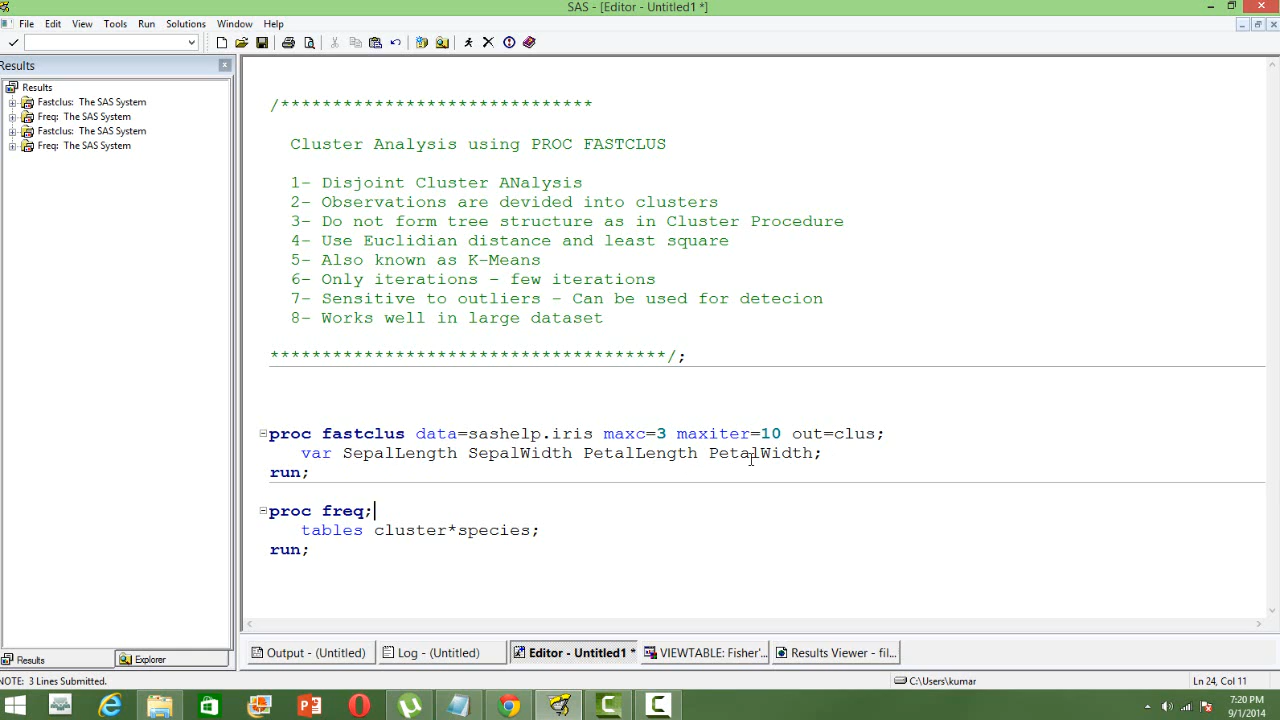 SAS - [Editor - Untitled1 *]
File Edit View Tools Run Solutions Window Help
Results
Results
Fastclus: The SAS System
Freq: The SAS System
Fastclus: The SAS System
Freq: The SAS System
/******************************
Cluster Analysis using PROC FASTCLUS
1- Disjoint Cluster ANalysis
2- Observations are devided into clusters
3- Do not form tree structure as in Cluster Procedure
4- Use Euclidian distance and least square
5- Also known as K-Means
6- Only iterations - few iterations
7- Sensitive to outliers - Can be used for detecion
8- Works well in large dataset
**************************************/;
proc fastclus data=sashelp.iris maxc=3 maxiter=10 out=clus;
var SepalLength SepalWidth PetalLength PetalWidth;
run;
proc freq;
tables cluster*species;
run;
Results Explorer
Output - (Untitled) Log - (Untitled) Editor - Untitled1 * VIEWTABLE: Fisher'... Results Viewer - fil...
NOTE: 3 Lines Submitted. C:\Users\kumar Ln 24, Col 11
7:20 PM
9/1/2014